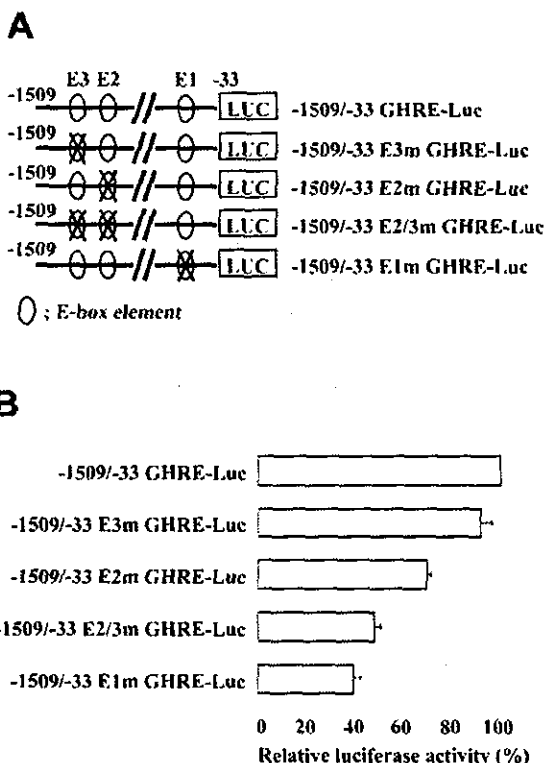 A
E3 E2 E1 -33
-1509 LUC -1509/-33 GHRE-Luc
-1509 LUC -1509/-33 E3m GHRE-Luc
-1509 LUC -1509/-33 E2m GHRE-Luc
-1509 LUC -1509/-33 E2/3m GHRE-Luc
-1509 LUC -1509/-33 E1m GHRE-Luc
; E-box element
B
-1509/-33 GHRE-Luc
-1509/-33 E3m GHRE-Luc
-1509/-33 E2m GHRE-Luc
-1509/-33 E2/3m GHRE-Luc
-1509/-33 E1m GHRE-Luc
0 20 40 60 80 100
Relative luciferase activity (%)